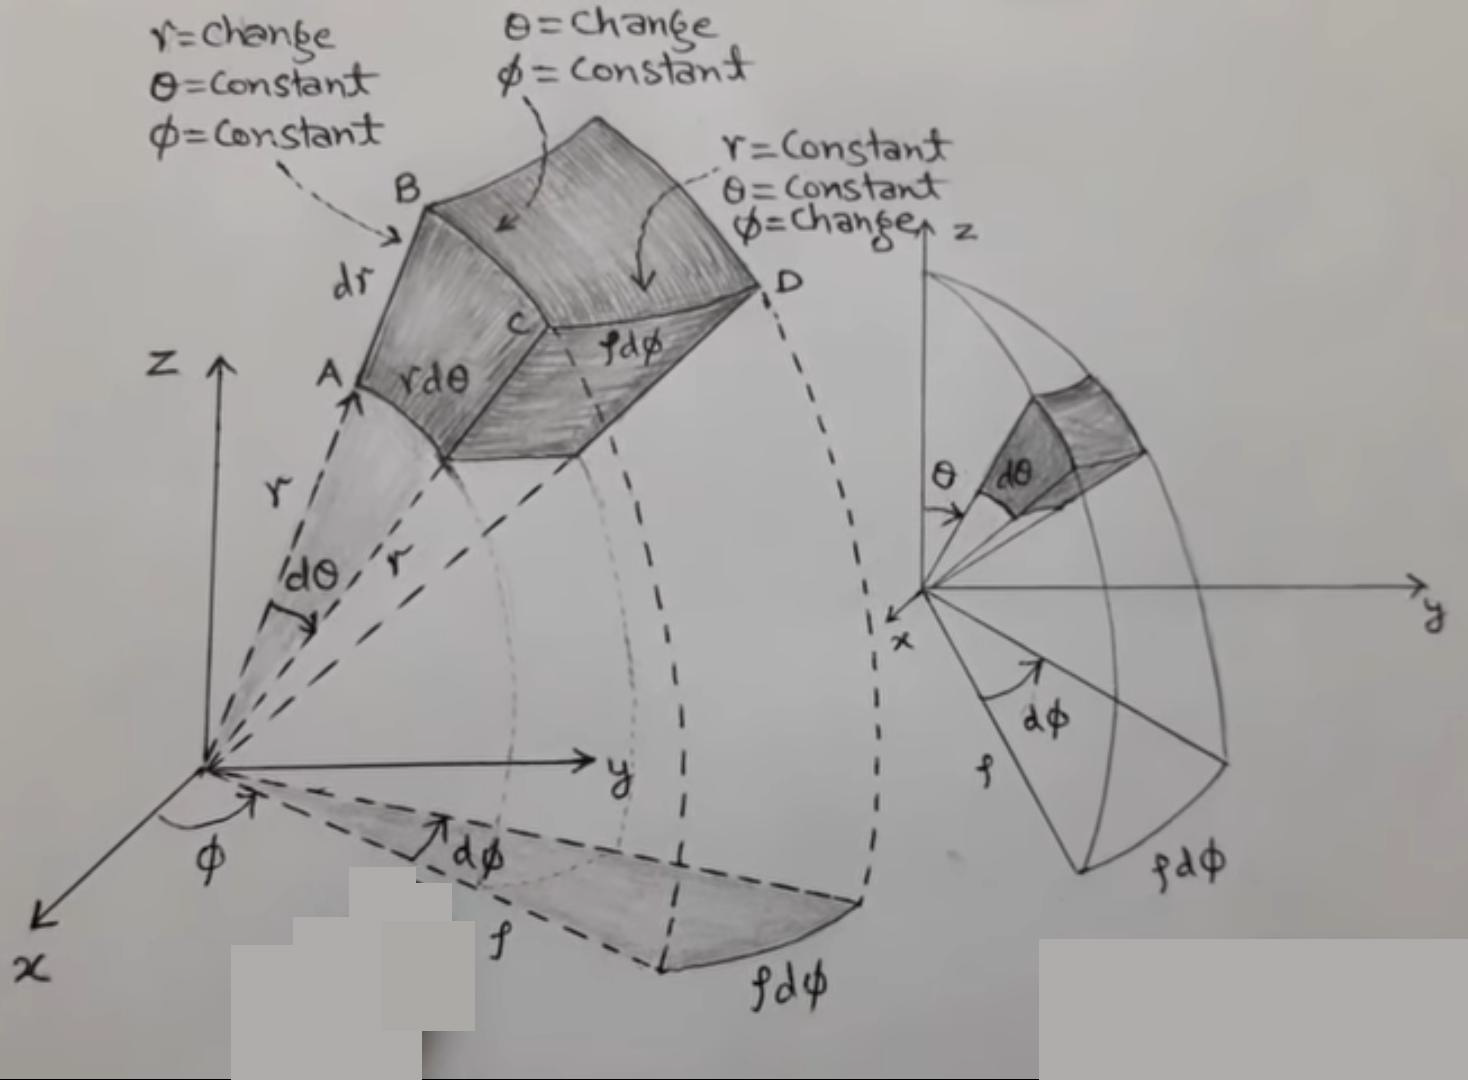 r=Change
θ=Constant
ϕ=Constant
θ=Change
ϕ=Constant
r=Constant
θ=Constant
ϕ=Change
B
dr
C
D
ρdϕ
A
rdθ
Z
r
dθ
r
y
ϕ
dϕ
x
ρ
ρdϕ
z
θ
dθ
x
y
dϕ
ρ
ρdϕ